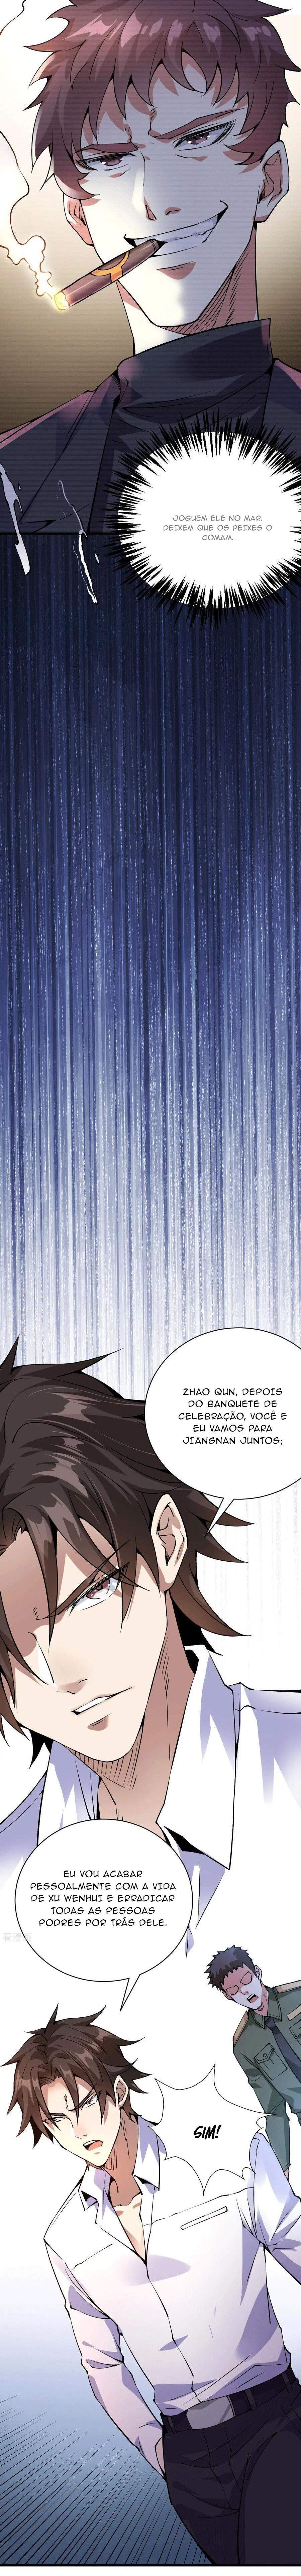 JOGUEM ELE NO MAR.
DEIXEM QUE OS PEIXES O
COMAM.
ZHAO QUN, DEPOIS
DO BANQUETE DE
CELEBRAÇÃO, VOCÊ E
EU VAMOS PARA
JIANGNAN JUNTOS;
EU VOU ACABAR
PESSOALMENTE COM A VIDA
DE XU WENHUI E ERRADICAR
TODAS AS PESSOAS
PODRES POR TRÁS DELE.
SIM!